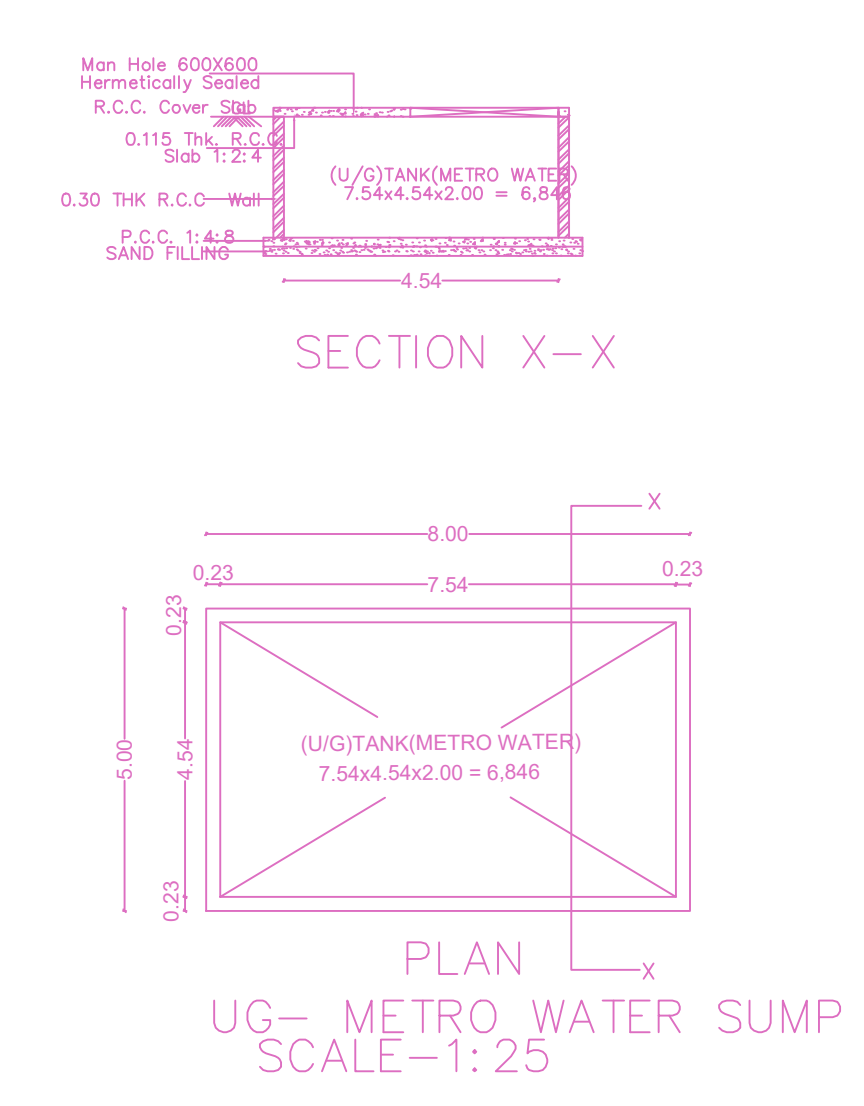 Man Hole 600X600
Hermetically Sealed
R.C.C. Cover Slab
GL
0.115 Thk. R.C.C.
Slab 1:2:4
(U/G)TANK(METRO WATER)
7.54x4.54x2.00 = 6,846
0.30 THK R.C.C Wall
P.C.C. 1:4:8
SAND FILLING
4.54
SECTION X-X
X
8.00
0.23
7.54
0.23
0.23
5.00
4.54
(U/G)TANK(METRO WATER)
7.54x4.54x2.00 = 6,846
0.23
PLAN
X
UG- METRO WATER SUMP
SCALE-1:25